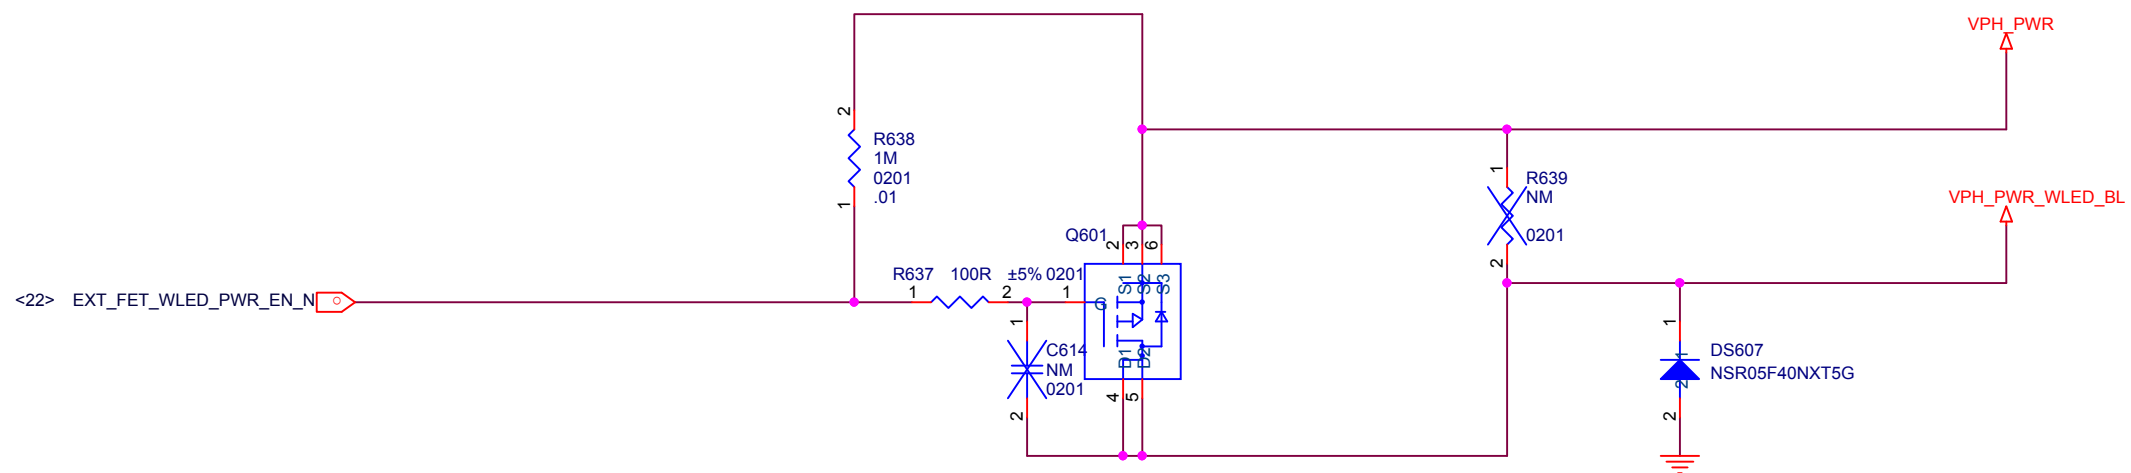 VPH_PWR
2
R638
1M
0201
.01
1
1
R639
NM
0201
2
VPH_PWR_WLED_BL
Q601
2
3
6
S1
S2
S3
R637 100R ±5% 0201
1
2
1
G
<22> EXT_FET_WLED_PWR_EN_N
D1
D2
4
5
1
C614
NM
0201
2
1
1
DS607
NSR05F40NXT5G
2
2